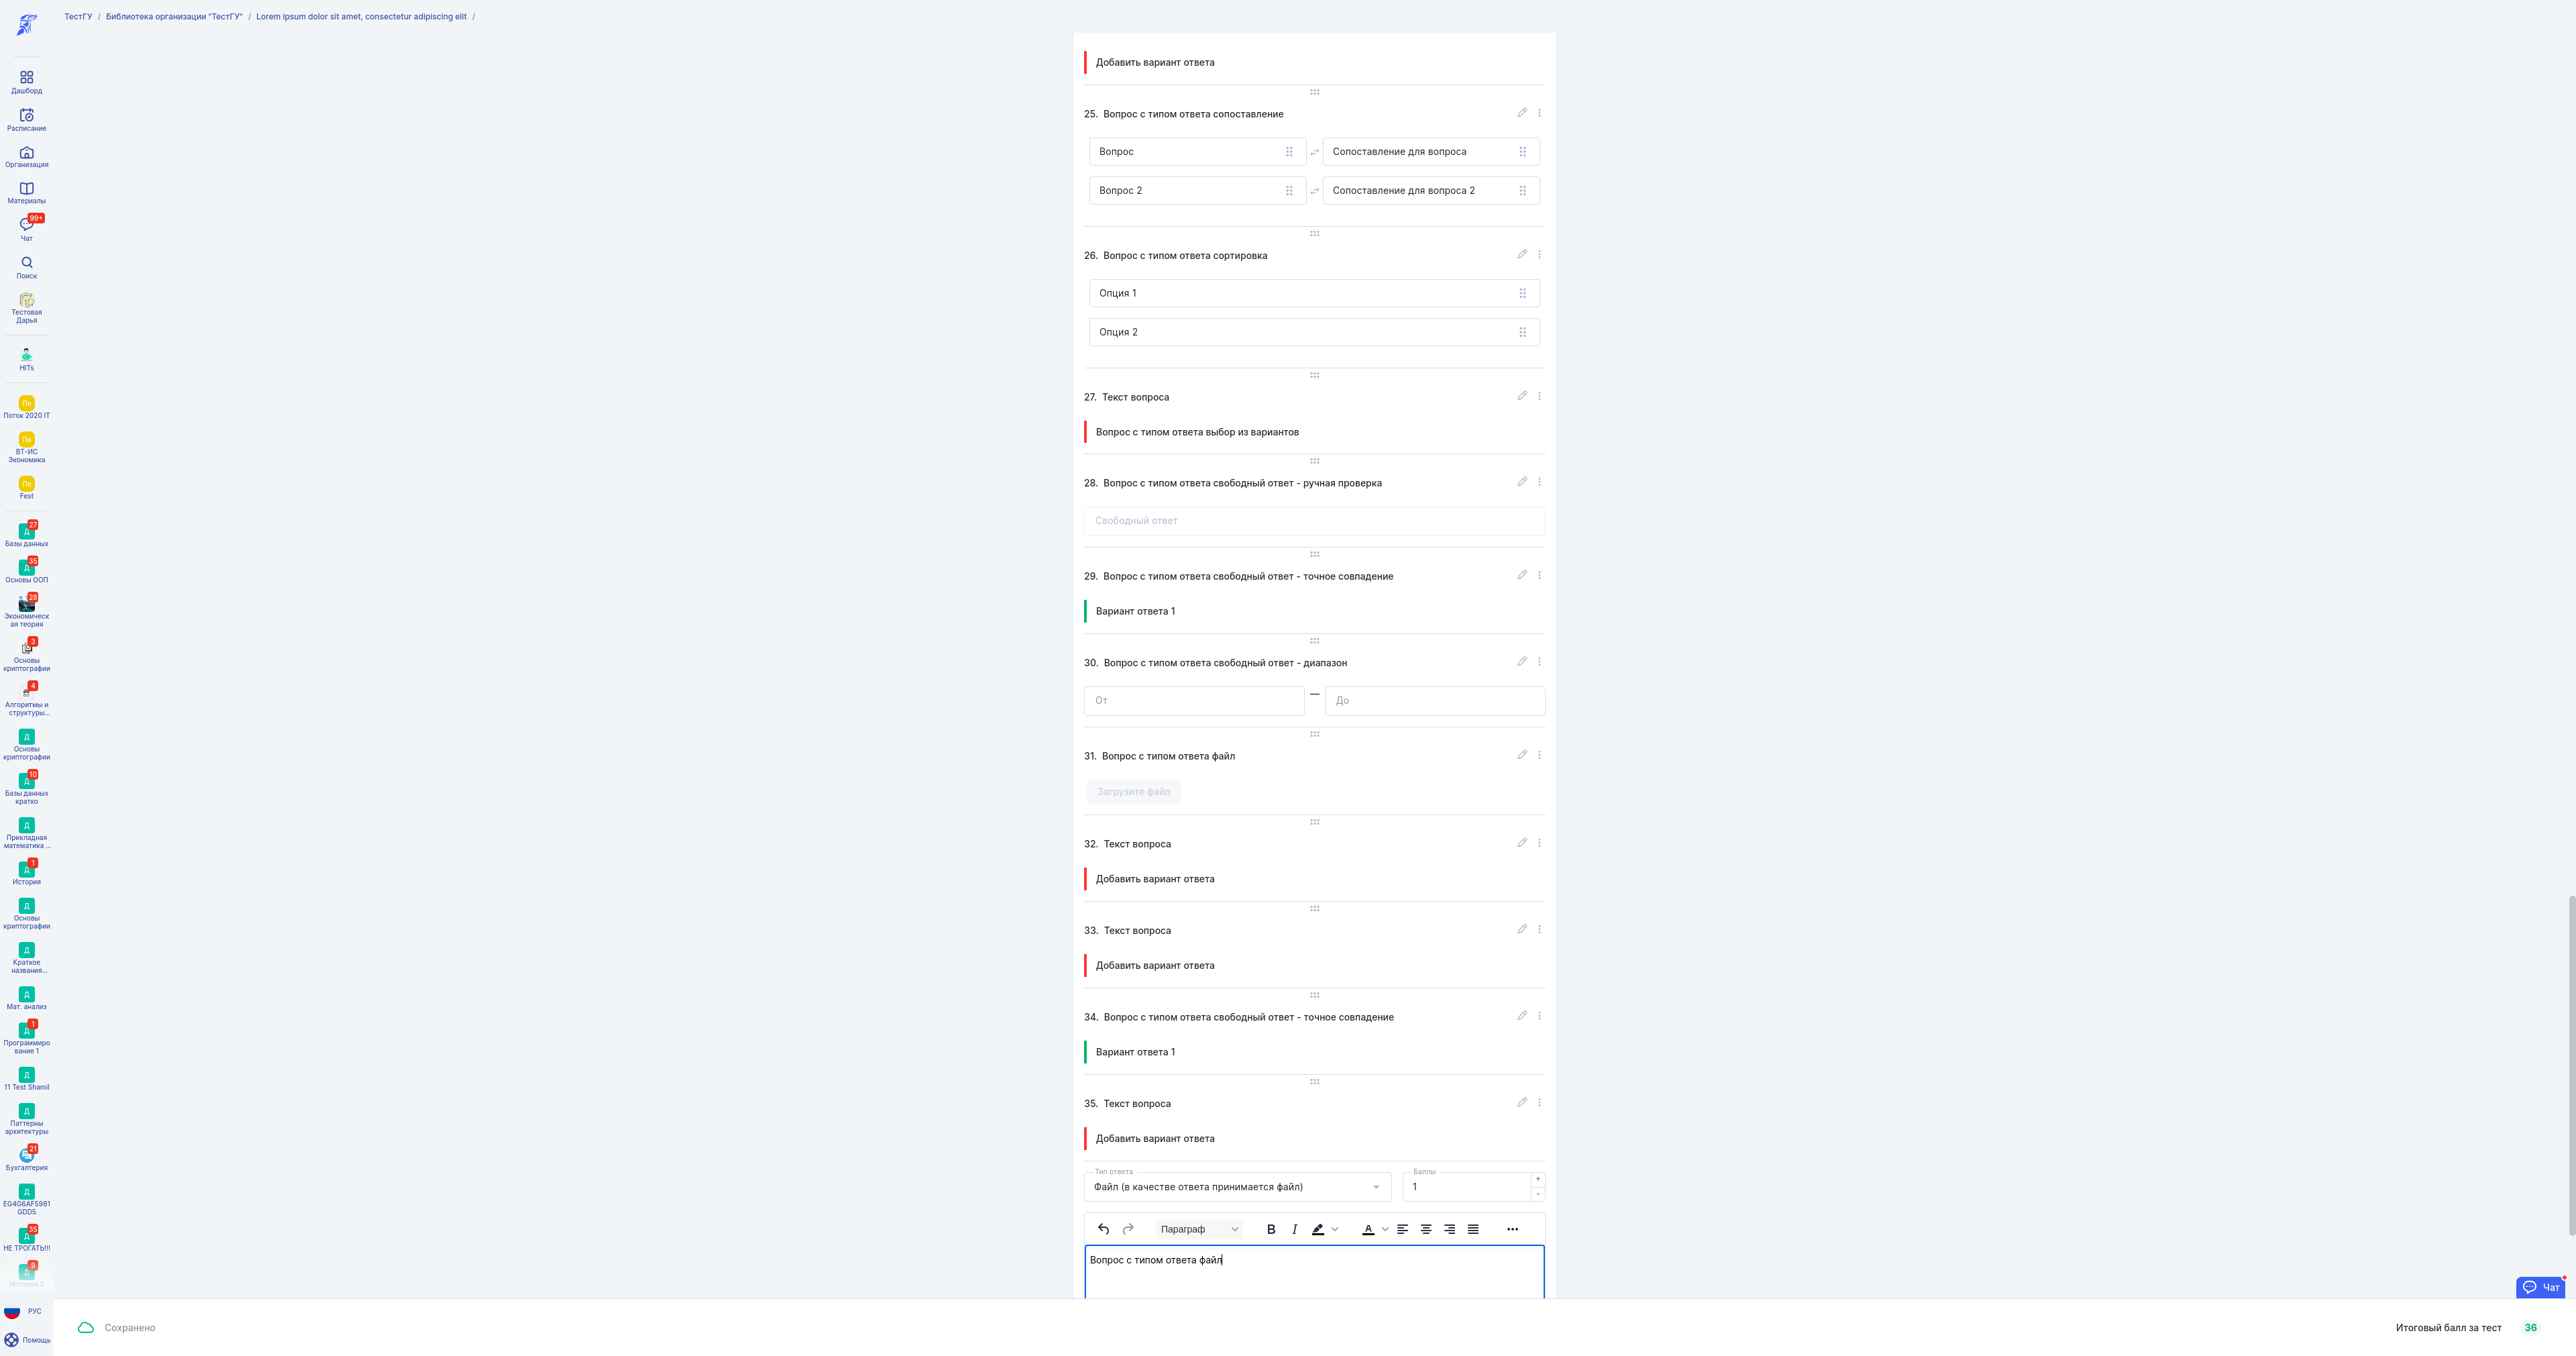 ТестГУ / Библиотека организации "ТестГУ" / Lorem ipsum dolor sit amet, consectetur adipiscing elit /
Дашборд
Расписание
Организация
Материалы
99+
Чат
Поиск
Тестовая
Дарья
HITs
По
Поток 2020 IT
По
ВТ-ИС
Экономика
По
Fest
27
Д
Базы данных
35
Д
Основы ООП
28
Экономическ
ая теория
3
Основы
криптографии
4
Алгоритмы и
структуры...
Д
Основы
криптографии
10
Д
Базы данных
кратко
Д
Прикладная
математика ...
1
Д
История
Д
Основы
криптографии
Д
Краткое
названия...
Д
Мат. анализ
1
Д
Программиро
вание 1
Д
11 Test Shamil
Д
Паттерны
архитектуры
21
Бухгалтерия
Д
EG4G6AF5981
GDD5
35
Д
НЕ ТРОГАТЬ!!!
9
Д
История 2
РУС
Помощь
Добавить вариант ответа
25. Вопрос с типом ответа сопоставление
Вопрос Сопоставление для вопроса
Вопрос 2 Сопоставление для вопроса 2
26. Вопрос с типом ответа сортировка
Опция 1
Опция 2
27. Текст вопроса
Вопрос с типом ответа выбор из вариантов
28. Вопрос с типом ответа свободный ответ - ручная проверка
Свободный ответ
29. Вопрос с типом ответа свободный ответ - точное совпадение
Вариант ответа 1
30. Вопрос с типом ответа свободный ответ - диапазон
От — До
31. Вопрос с типом ответа файл
Загрузите файл
32. Текст вопроса
Добавить вариант ответа
33. Текст вопроса
Добавить вариант ответа
34. Вопрос с типом ответа свободный ответ - точное совпадение
Вариант ответа 1
35. Текст вопроса
Добавить вариант ответа
Тип ответа Баллы
Файл (в качестве ответа принимается файл) 1 + -
Параграф B I A ...
Вопрос с типом ответа файл
Чат
Сохранено
Итоговый балл за тест 36